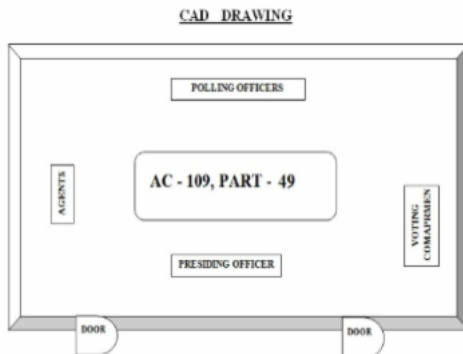 CAD DRAWING
POLLING OFFICERS
AGENTS
AC - 109, PART - 49
VOTING
COMAPRMEN
PRESIDING OFFICER
DOOR
DOOR